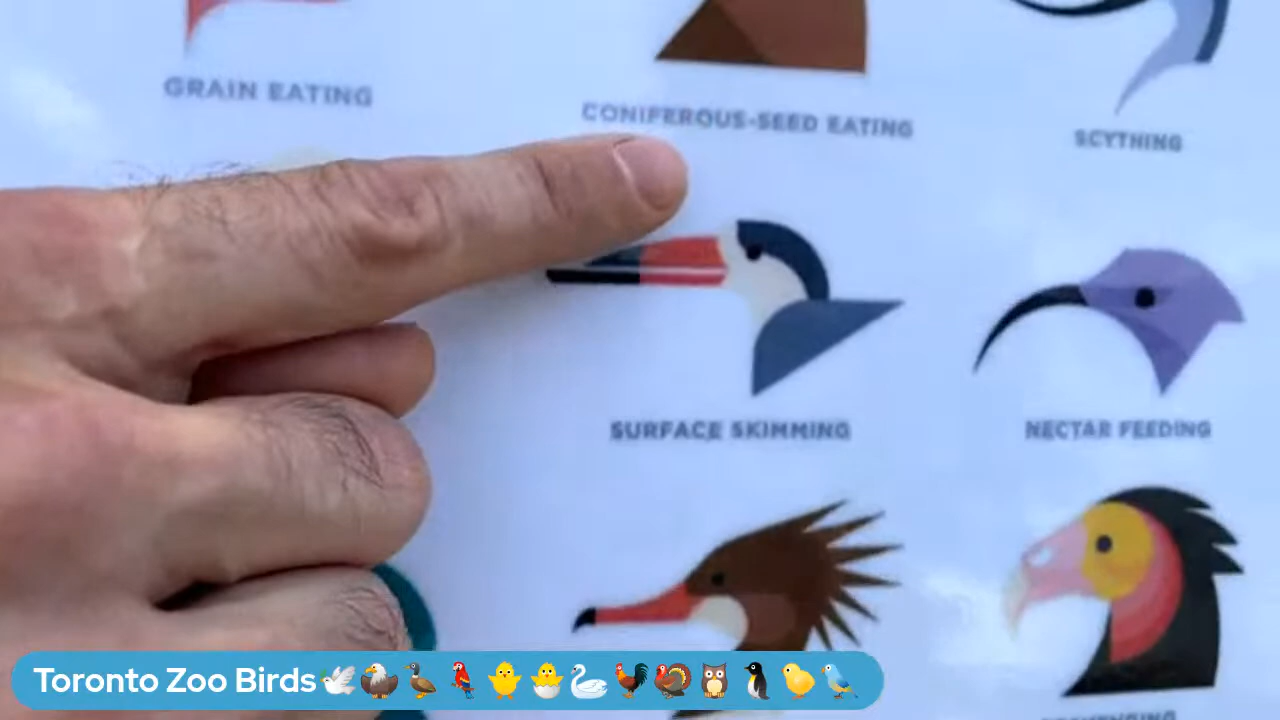 GRAIN EATING
CONIFEROUS-SEED EATING
SCYTHING
SURFACE SKIMMING
NECTAR FEEDING
Toronto Zoo Birds